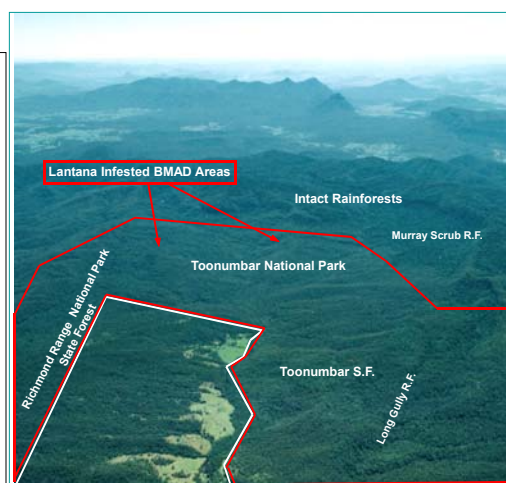 Lantana Infested BMAD Areas
Intact Rainforests
Murray Scrub R.F.
Toonumbar National Park
Richmond Range National Park
State Forest
Toonumbar S.F.
Long Gully R.F.